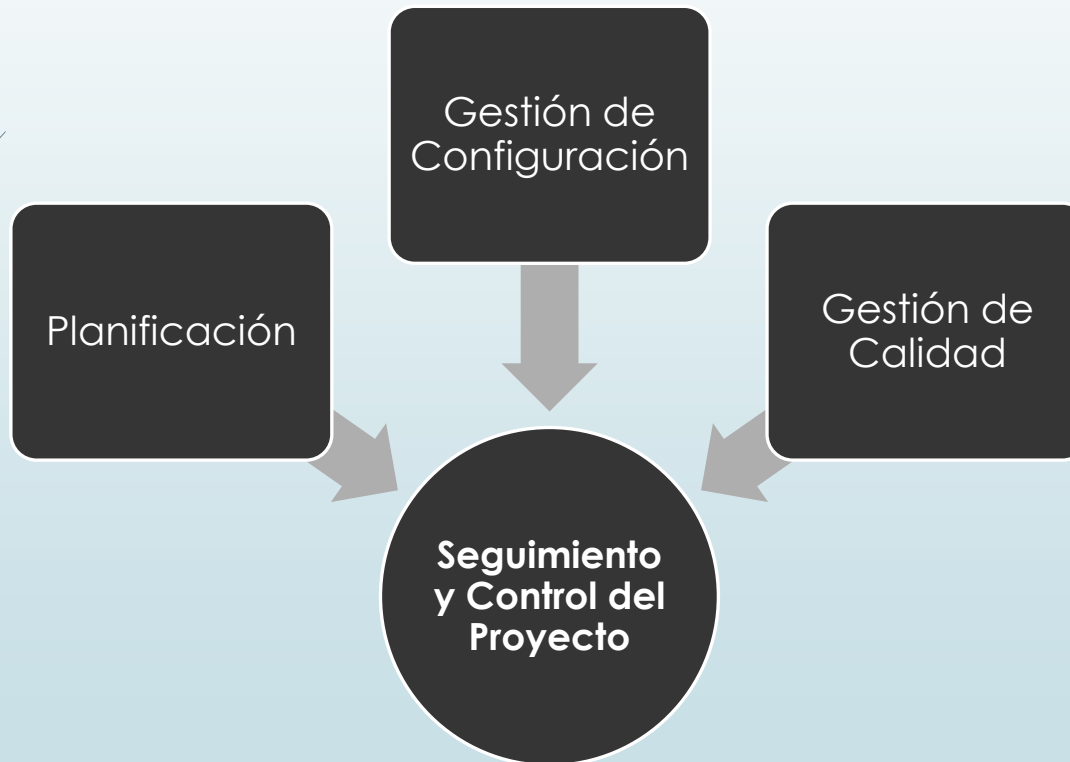 Gestión de
Configuración
Planificación
Gestión de
Calidad
Seguimiento
y Control del
Proyecto